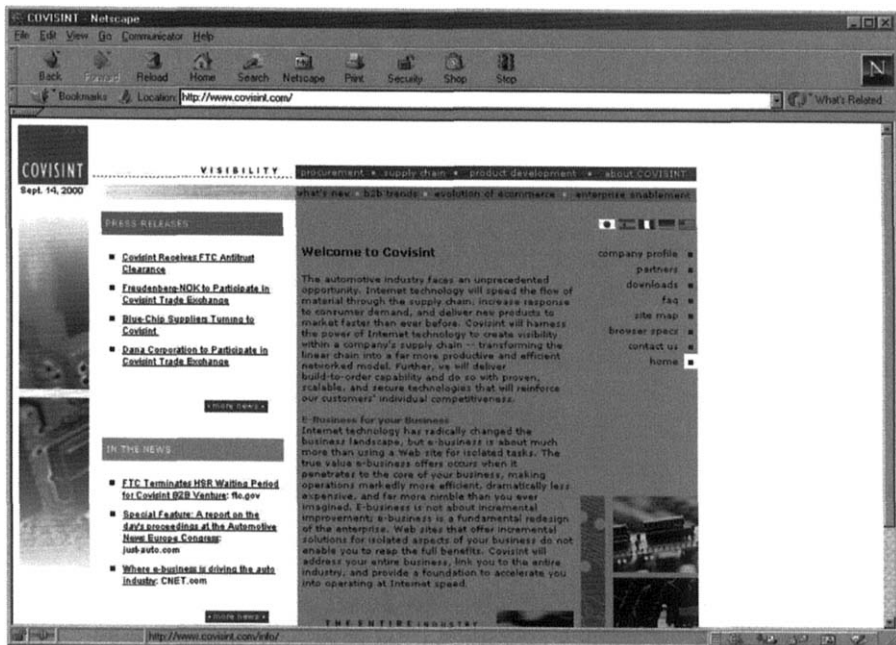 COVISINT - Netscape
File Edit View Go Communicator Help
Back Forward Reload Home Search Netscape Print Security Shop Stop
N
Bookmarks Location: http://www.covisint.com/ What's Related
COVISINT
VISIBILITY
procurement • supply chain • product development • about COVISINT
Sept. 14, 2000
what's new • b2b trends • evolution of ecommerce • enterprise enablement
PRESS RELEASES
Covisint Receives FTC Antitrust
Clearance
Freudenberg-NOK to Participate in
Covisint Trade Exchange
Blue-Chip Suppliers Turning to
Covisint
Dana Corporation to Participate in
Covisint Trade Exchange
• more news •
IN THE NEWS
FTC Terminates HSR Waiting Period
for Covisint B2B Venture: ftc.gov
Special Feature: A report on the
day's proceedings at the Automotive
News Europe Congress:
just-auto.com
Where e-business is driving the auto
industry: CNET.com
• more news •
Welcome to Covisint
The automotive industry faces an unprecedented
opportunity. Internet technology will speed the flow of
material through the supply chain, increase response
to consumer demand, and deliver new products to
market faster than ever before. Covisint will harness
the power of Internet technology to create visibility
within a company's supply chain -- transforming the
linear chain into a far more productive and efficient
networked model. Further, we will deliver
build-to-order capability and do so with proven,
scalable, and secure technologies that will reinforce
our customers' individual competitiveness.
E-Business for your Business
Internet technology has radically changed the
business landscape, but e-business is about much
more than using a Web site for isolated tasks. The
true value e-business offers occurs when it
penetrates to the core of your business, making
operations markedly more efficient, dramatically less
expensive, and far more nimble than you ever
imagined. E-business is not about incremental
improvement; e-business is a fundamental redesign
of the enterprise. Web sites that offer incremental
solutions for isolated aspects of your business do not
enable you to reap the full benefits. Covisint will
address your entire business, link you to the entire
industry, and provide a foundation to accelerate you
into operating at Internet speed.
THE ENTIRE INDUSTRY
company profile
partners
downloads
faq
site map
browser specs
contact us
home
http://www.covisint.com/info/